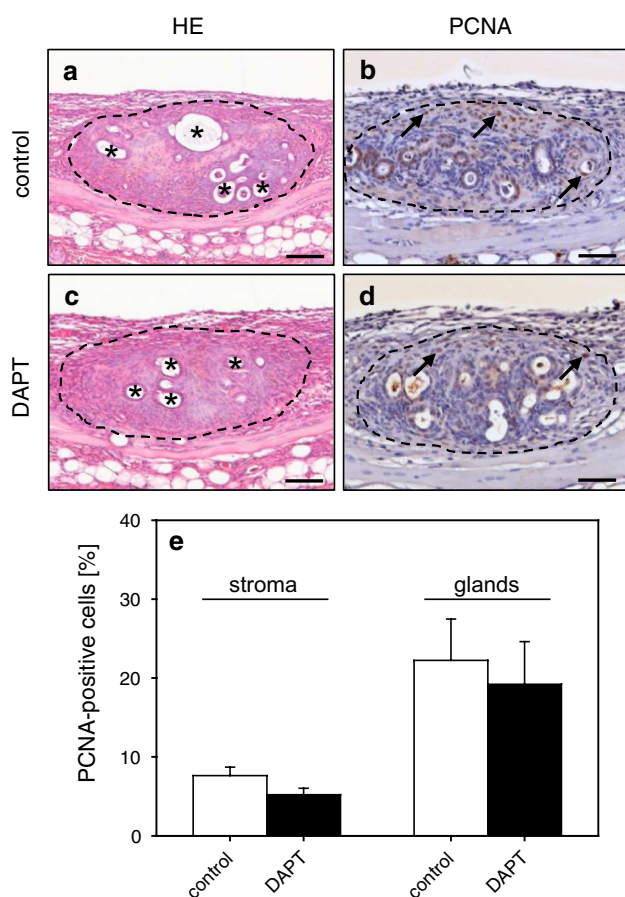 HE PCNA
control
a
*
*
*
*
b
DAPT
c
*
*
*
*
d
PCNA-positive cells [%]
e
40
30
20
10
0
stroma glands
control DAPT control DAPT